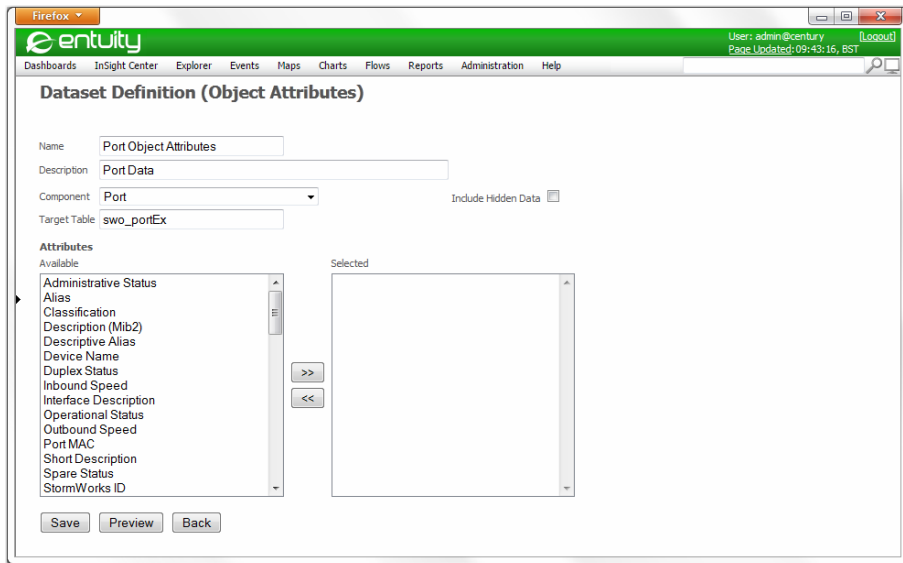 Firefox
entuity
User: admin@century [Logout]
Page Updated: 09:43:16, BST
Dashboards InSight Center Explorer Events Maps Charts Flows Reports Administration Help
Dataset Definition (Object Attributes)
Name Port Object Attributes
Description Port Data
Component Port Include Hidden Data
Target Table swo_portEx
Attributes
Available Selected
Administrative Status
Alias
Classification
Description (Mib2)
Descriptive Alias
Device Name
Duplex Status
>>
Inbound Speed
Interface Description
<<
Operational Status
Outbound Speed
Port MAC
Short Description
Spare Status
StormWorks ID
Save Preview Back